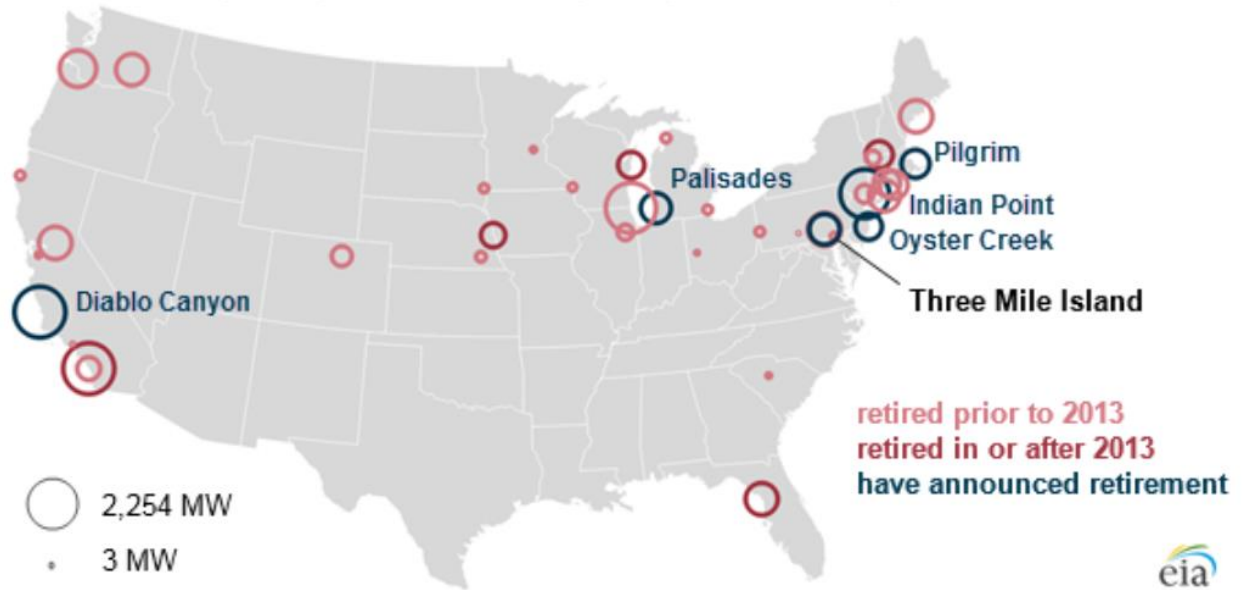 Pilgrim
Palisades
Indian Point
Oyster Creek
Diablo Canyon
Three Mile Island
retired prior to 2013
retired in or after 2013
have announced retirement
2,254 MW
3 MW
eia